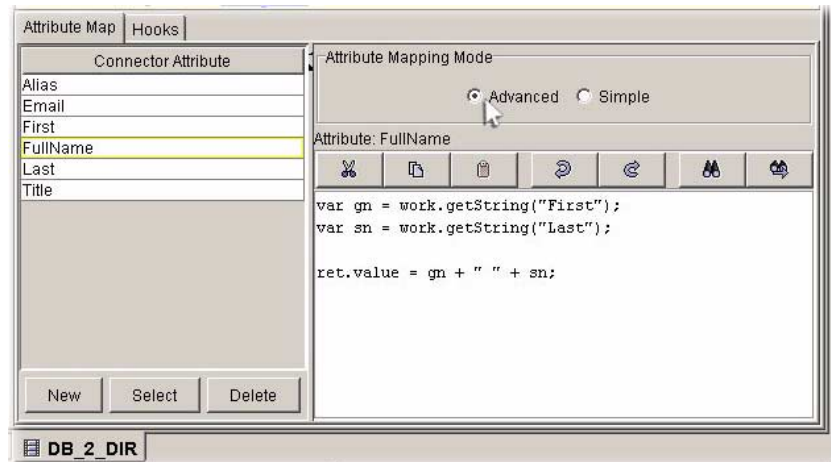 Attribute Map Hooks
Connector Attribute
Alias
Email
First
FullName
Last
Title
New Select Delete
Attribute Mapping Mode
Advanced Simple
Attribute: FullName
var gn = work.getString("First");
var sn = work.getString("Last");
ret.value = gn + " " + sn;
DB_2_DIR